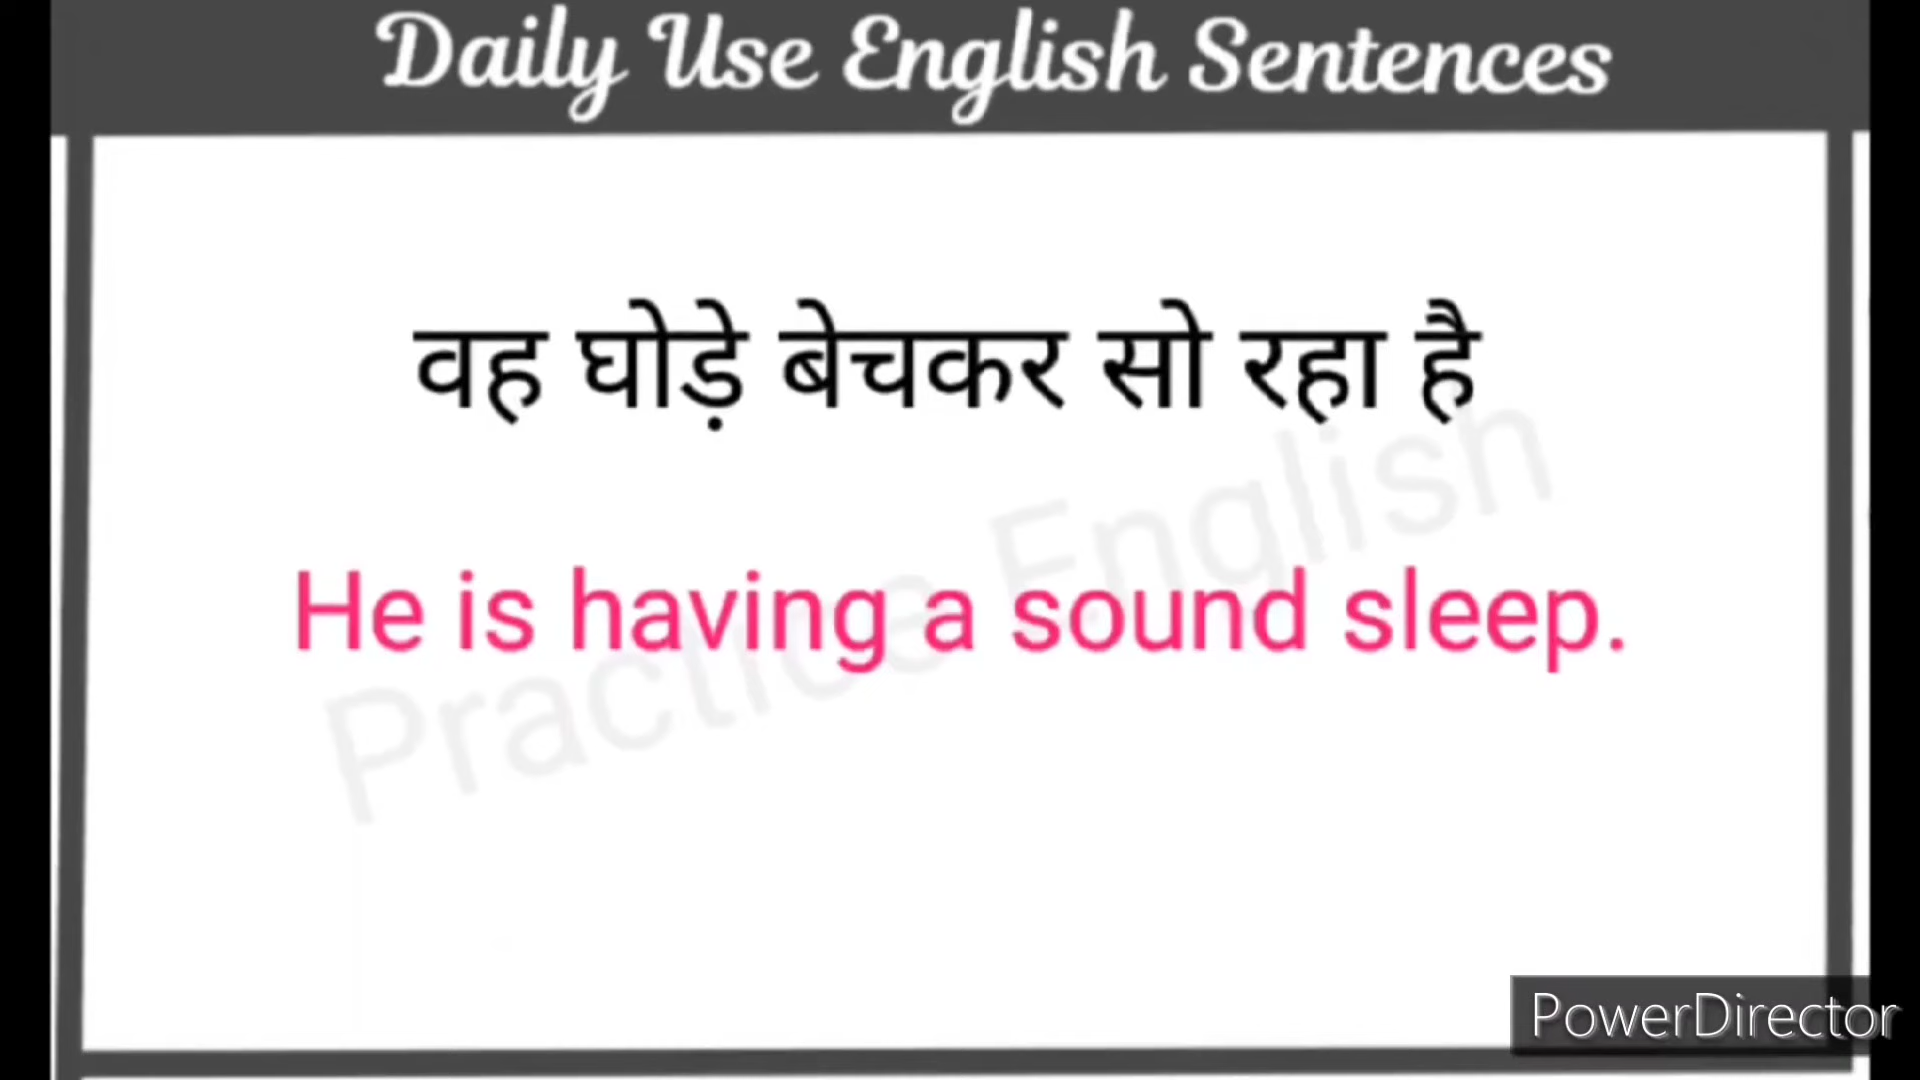 Daily Use English Sentences
वह घोड़े बेचकर सो रहा है
He is having a sound sleep.
Practice English
PowerDirector